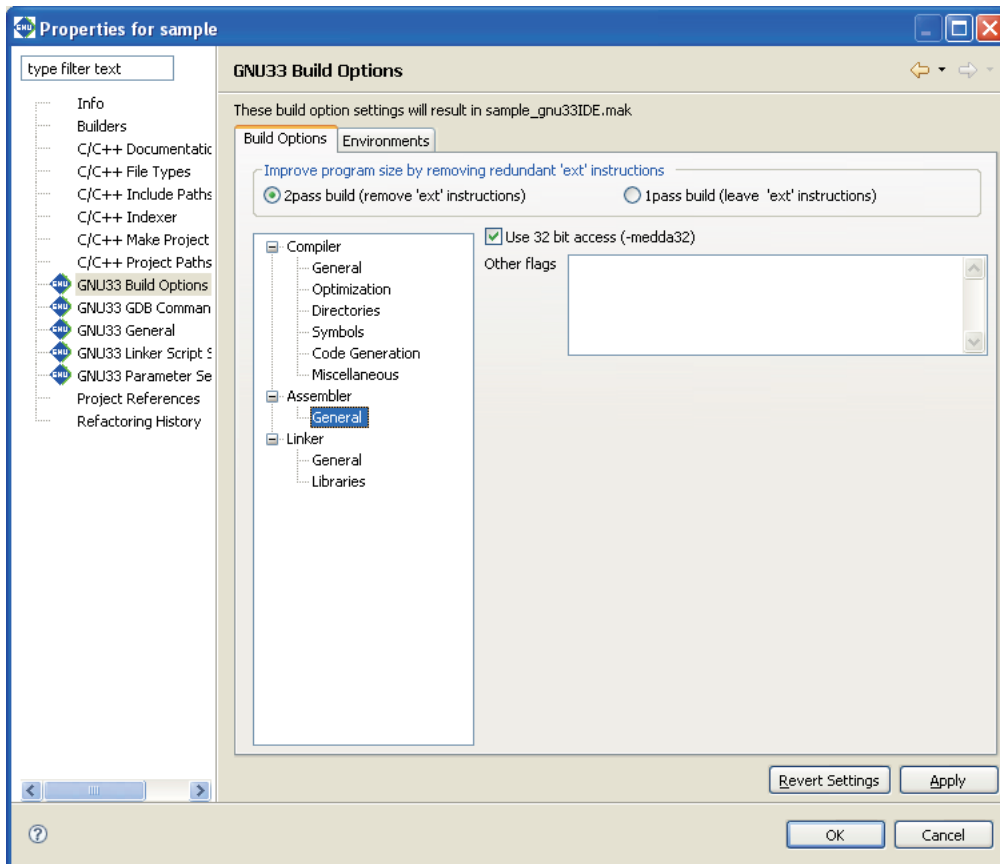 Properties for sample
type filter text
Info
Builders
C/C++ Documentatic
C/C++ File Types
C/C++ Include Paths
C/C++ Indexer
C/C++ Make Project
C/C++ Project Paths
GNU33 Build Options
GNU33 GDB Comman
GNU33 General
GNU33 Linker Script S
GNU33 Parameter Se
Project References
Refactoring History
GNU33 Build Options
These build option settings will result in sample_gnu33IDE.mak
Build Options Environments
Improve program size by removing redundant 'ext' instructions
2pass build (remove 'ext' instructions) 1pass build (leave 'ext' instructions)
Compiler
General
Optimization
Directories
Symbols
Code Generation
Miscellaneous
Assembler
General
Linker
General
Libraries
Use 32 bit access (-medda32)
Other flags
Revert Settings Apply
OK Cancel